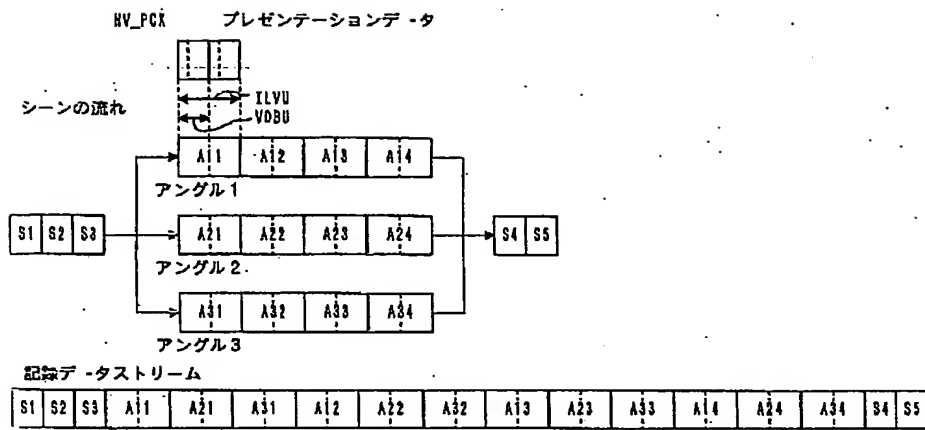 HV_PCK プレゼンテーションデ-タ
ILVU
VOBU
シーンの流れ
A11 A12 A13 A14
アングル1
S1 S2 S3 A21 A22 A23 A24 S4 S5
アングル2
A31 A32 A33 A34
アングル3
記録デ-タストリーム
S1 S2 S3 A11 A21 A31 A12 A22 A32 A13 A23 A33 A14 A24 A34 S4 S5